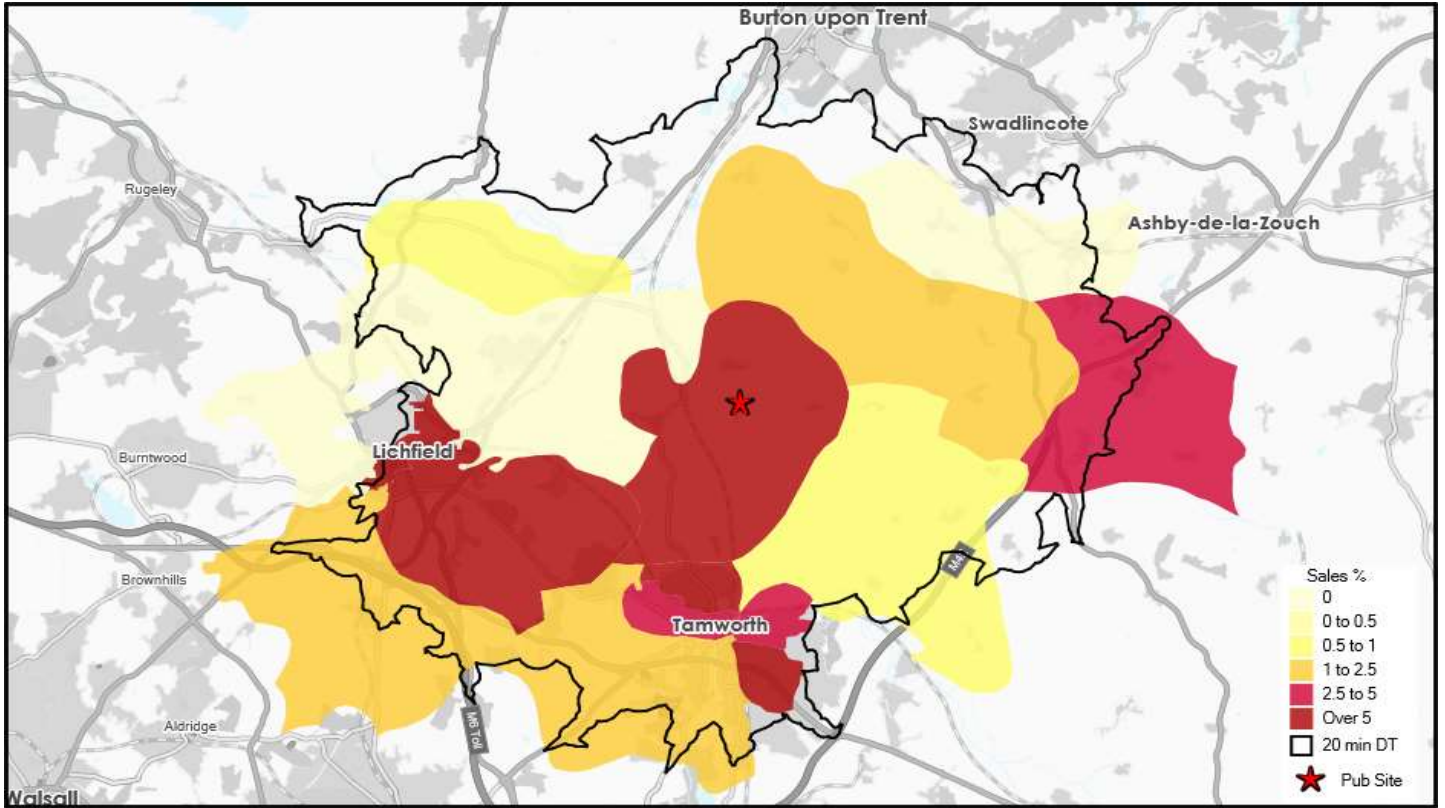 Burton upon Trent
Swadlincote
Rugeley
Ashby-de-la-Zouch
Lichfield
Burntwood
Brownhills
Tamworth
Aldridge
M6 Toll
Walsall
Sales %
0
0 to 0.5
0.5 to 1
1 to 2.5
2.5 to 5
Over 5
20 min DT
Pub Site